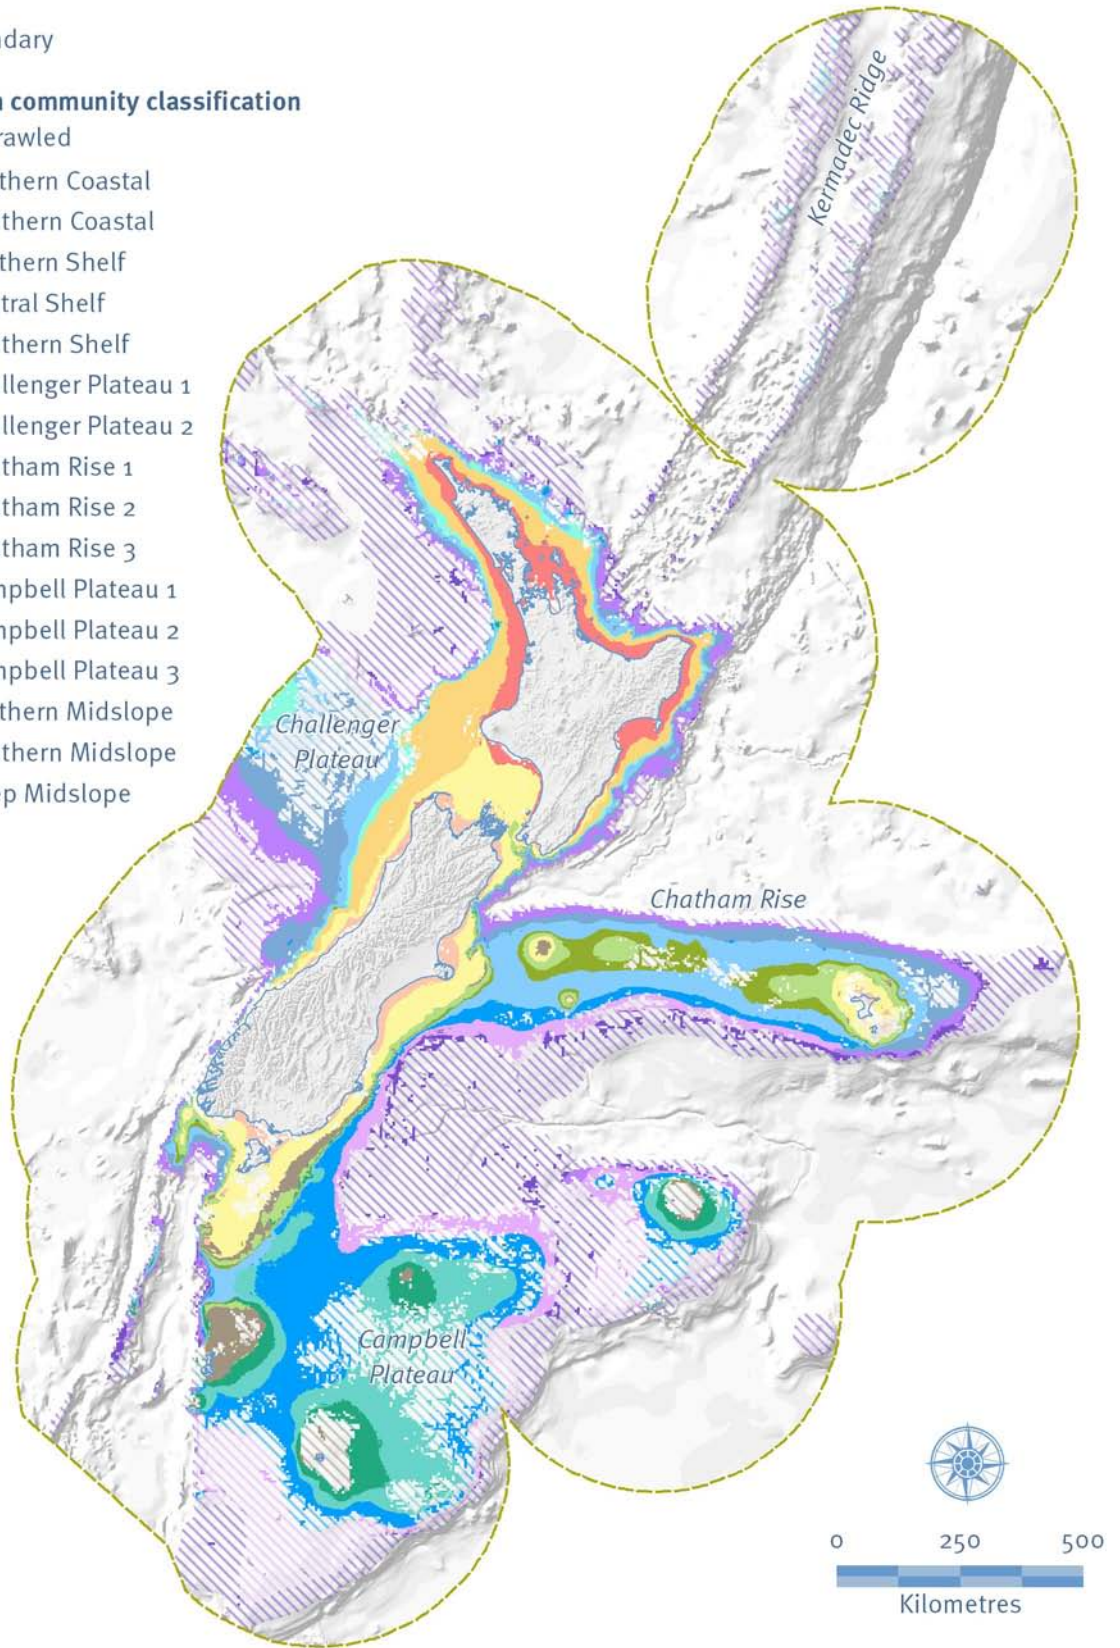 ndary
n community classification
rawled
thern Coastal
thern Coastal
thern Shelf
tral Shelf
thern Shelf
llenger Plateau 1
llenger Plateau 2
tham Rise 1
tham Rise 2
tham Rise 3
npbell Plateau 1
npbell Plateau 2
npbell Plateau 3
thern Midslope
thern Midslope
ep Midslope
Kermadec Ridge
Challenger
Plateau
Chatham Rise
Campbell
Plateau
0 250 500
Kilometres